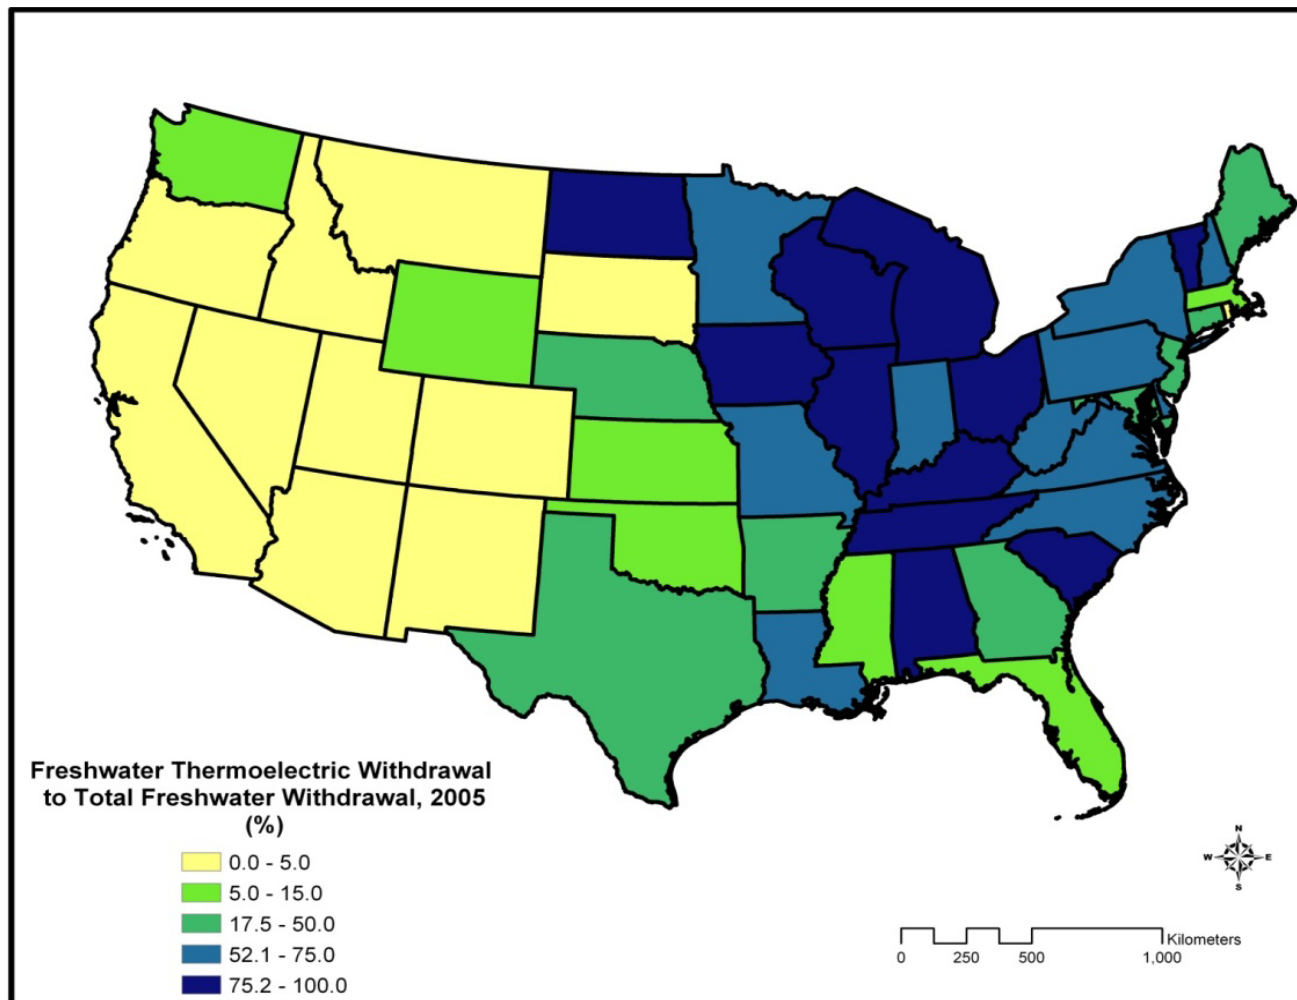 Freshwater Thermoelectric Withdrawal
to Total Freshwater Withdrawal, 2005
(%)
0.0 - 5.0
5.0 - 15.0
17.5 - 50.0
52.1 - 75.0
75.2 - 100.0
N
W E
S
Kilometers
0 250 500 1,000